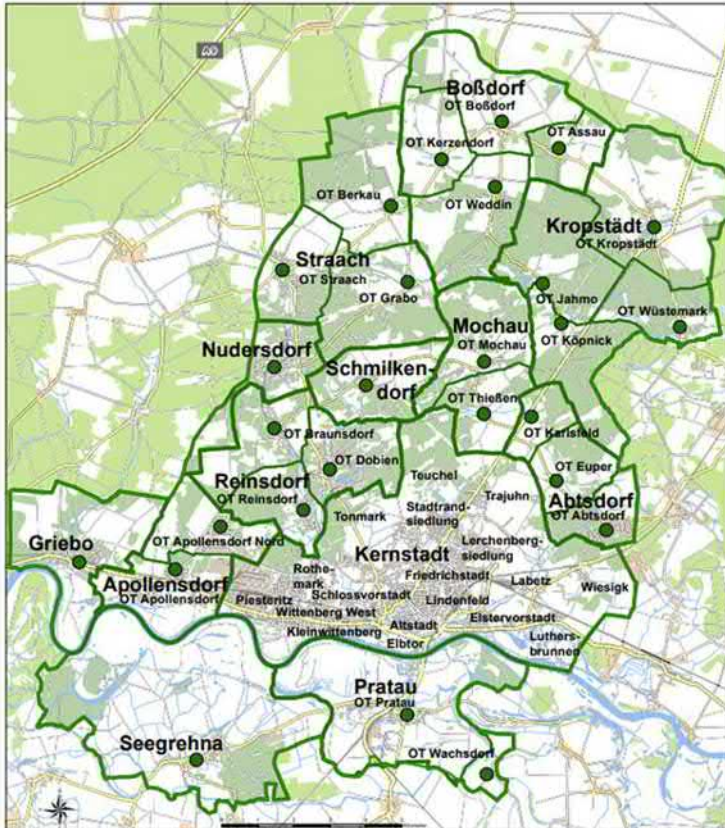 A9
Boßdorf
OT Boßdorf
OT Assau
OT Kerzendorf
OT Berkau
OT Weddin
Kropstädt
OT Kropstädt
Straach
OT Straach
OT Grabo
OT Jahmo
OT Wüstemark
Mochau
OT Mochau
OT Köpnick
Nudersdorf
Schmilken-
dorf
OT Thießen
OT Karlsfeld
OT Braunsdorf
OT Dobien
Teuchel
OT Euper
Reinsdorf
OT Reinsdorf
Stadtrand-
siedlung
Trajuhn
Abtsdorf
OT Abtsdorf
Tonmark
OT Apollensdorf Nord
Griebo
Kernstadt
Lerchenberg-
siedlung
Apollensdorf
OT Apollensdorf
Rothe-
mark
Friedrichstadt
Labetz
Wiesigk
Piesteritz
Schlossvorstadt
Lindenfeld
Wittenberg West
Altstadt
Elstervorstadt
Kleinwittenberg
Elbtor
Luthers-
brunnen
Pratau
OT Pratau
Seegrehna
OT Wachsdorf